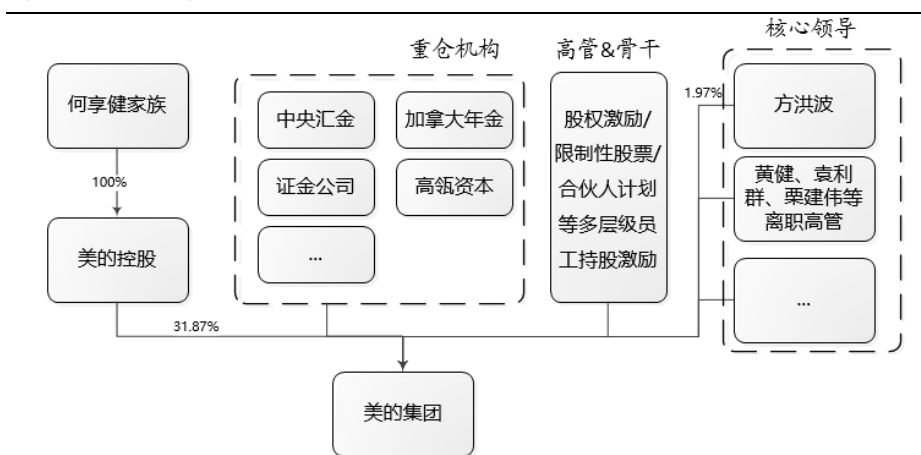 重仓机构
高管&骨干
核心领导
何享健家族
100%
美的控股
31.87%
中央汇金
加拿大年金
证金公司
高瓴资本
...
股权激励/
限制性股票/
合伙人计划
等多层级员
工持股激励
1.97%
方洪波
黄健、袁利
群、栗建伟等
离职高管
...
美的集团